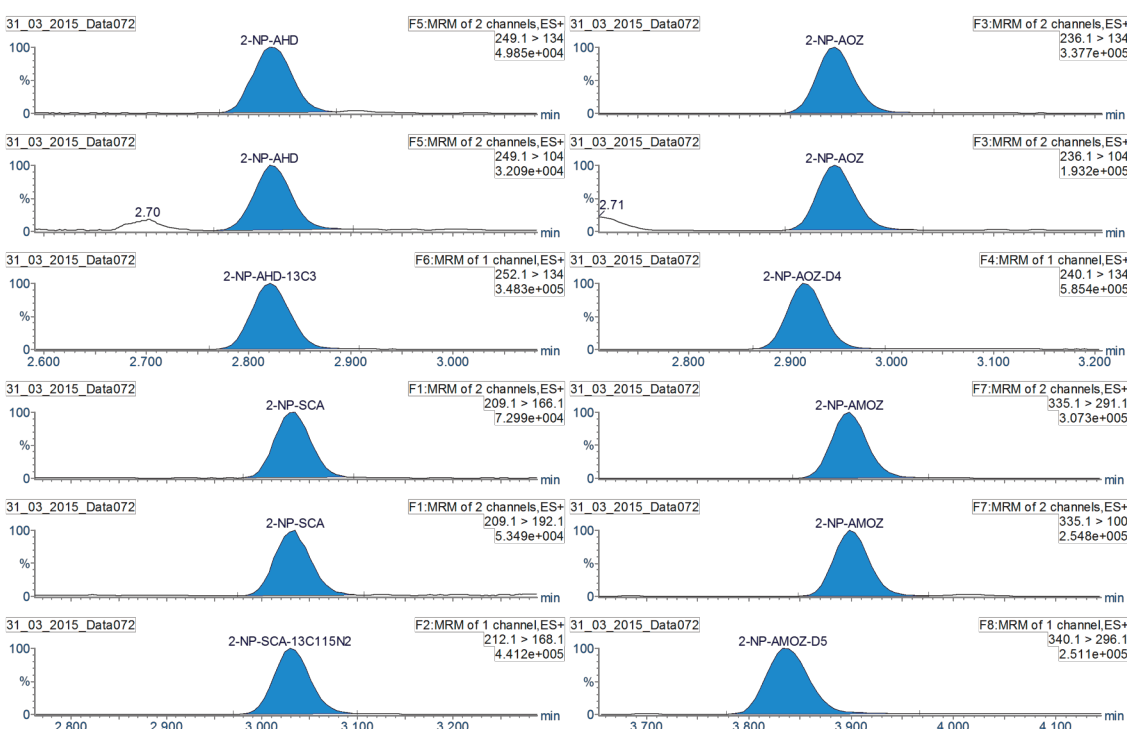 31_03_2015_Data072
F5:MRM of 2 channels,ES+
249.1 > 134
4.985e+004
2-NP-AHD
100
%
0
min
31_03_2015_Data072
F3:MRM of 2 channels,ES+
236.1 > 134
3.377e+005
2-NP-AOZ
100
%
0
min
31_03_2015_Data072
F5:MRM of 2 channels,ES+
249.1 > 104
3.209e+004
2-NP-AHD
100
%
2.70
0
min
31_03_2015_Data072
F3:MRM of 2 channels,ES+
236.1 > 104
1.932e+005
2-NP-AOZ
100
%
2.71
0
min
31_03_2015_Data072
F6:MRM of 1 channel,ES+
252.1 > 134
3.483e+005
2-NP-AHD-13C3
100
%
0
min
2.600 2.700 2.800 2.900 3.000
31_03_2015_Data072
F4:MRM of 1 channel,ES+
240.1 > 134
5.854e+005
2-NP-AOZ-D4
100
%
0
min
2.800 2.900 3.000 3.100 3.200
31_03_2015_Data072
F1:MRM of 2 channels,ES+
209.1 > 166.1
7.299e+004
2-NP-SCA
100
%
0
min
31_03_2015_Data072
F7:MRM of 2 channels,ES+
335.1 > 291.1
3.073e+005
2-NP-AMOZ
100
%
0
min
31_03_2015_Data072
F1:MRM of 2 channels,ES+
209.1 > 192.1
5.349e+004
2-NP-SCA
100
%
0
min
31_03_2015_Data072
F7:MRM of 2 channels,ES+
335.1 > 100
2.548e+005
2-NP-AMOZ
100
%
0
min
31_03_2015_Data072
F2:MRM of 1 channel,ES+
212.1 > 168.1
4.412e+005
2-NP-SCA-13C115N2
100
%
0
min
2.800 2.900 3.000 3.100 3.200
31_03_2015_Data072
F8:MRM of 1 channel,ES+
340.1 > 296.1
2.511e+005
2-NP-AMOZ-D5
100
%
0
min
3.700 3.800 3.900 4.000 4.100